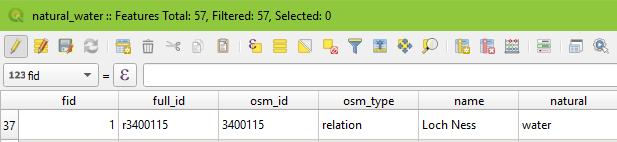 natural_water :: Features Total: 57, Filtered: 57, Selected: 0
123 fid = ε
fid full_id osm_id osm_type name natural
37 1 r3400115 3400115 relation Loch Ness water